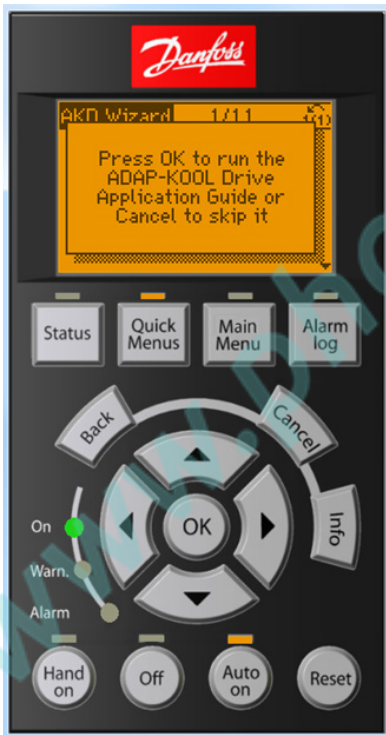 Danfoss
AKD Wizard 1/11 1(1)
Press OK to run the
ADAP-KOOL Drive
Application Guide or
Cancel to skip it
Status
Quick
Menus
Main
Menu
Alarm
log
Back
Cancel
OK
Info
On
Warn.
Alarm
Hand
on
Off
Auto
on
Reset